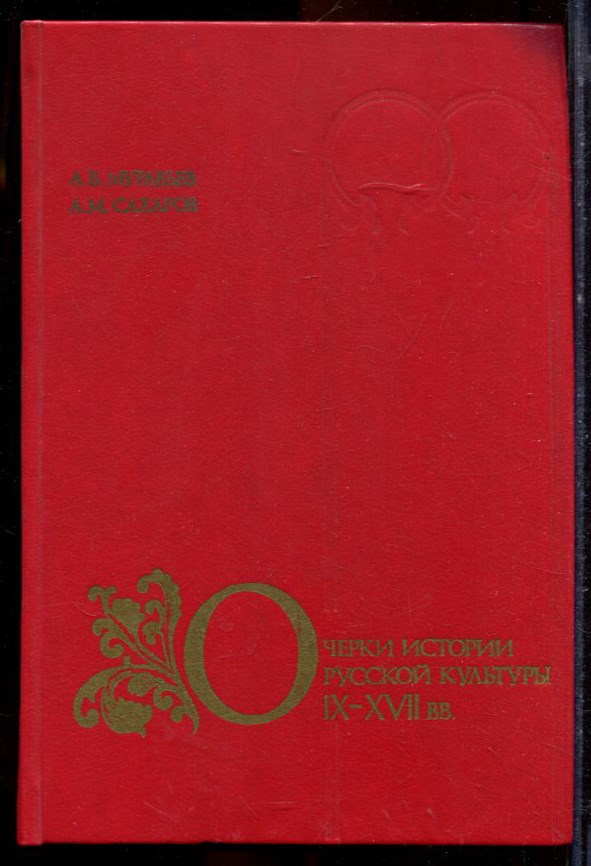 А.В. МУРАВЬЕВ
А.М. САХАРОВ
ОЧЕРКИ ИСТОРИИ
РУССКОЙ КУЛЬТУРЫ
IX-XVII ВВ.